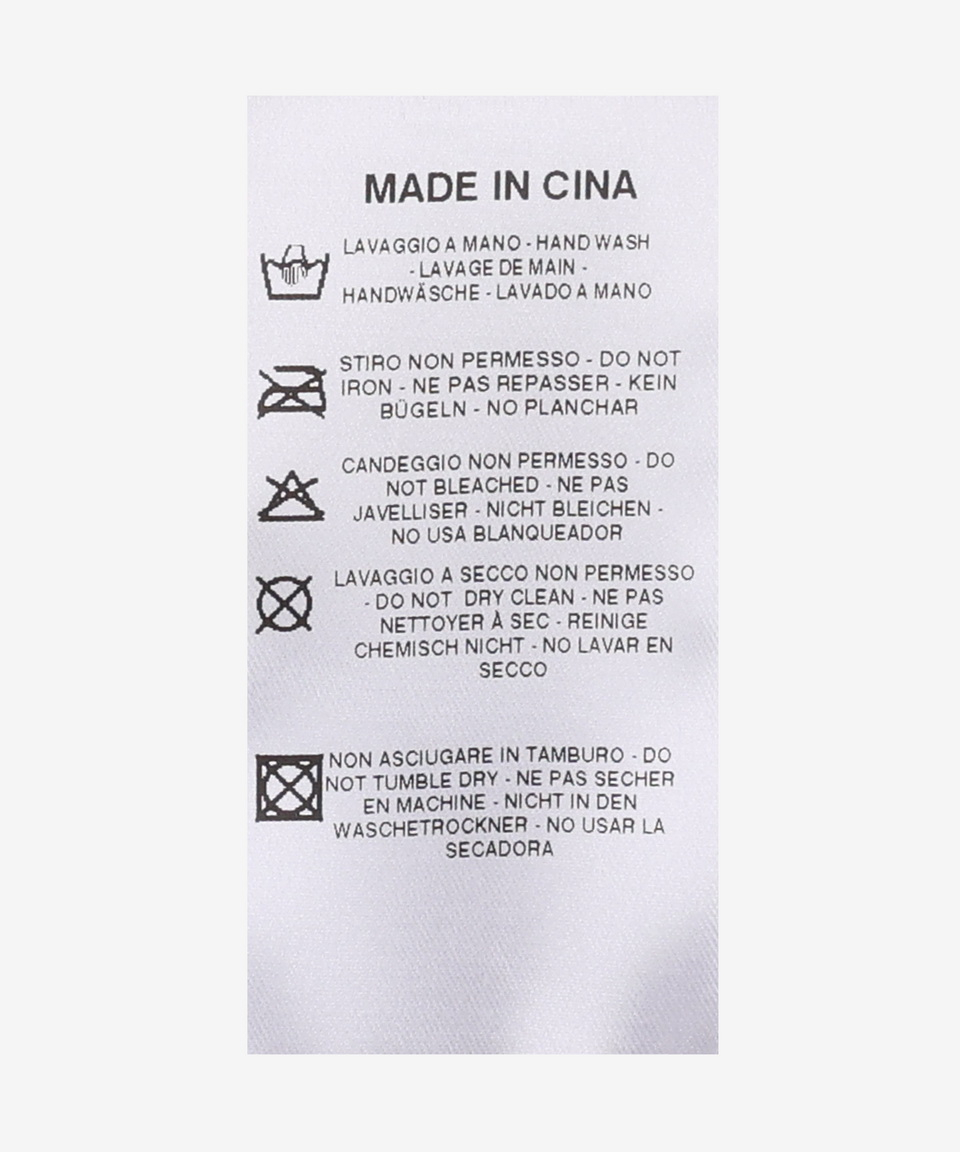 MADE IN CINA
LAVAGGIO A MANO - HAND WASH
- LAVAGE DE MAIN -
HANDWÄSCHE - LAVADO A MANO
STIRO NON PERMESSO - DO NOT
IRON - NE PAS REPASSER - KEIN
BÜGELN - NO PLANCHAR
CANDEGGIO NON PERMESSO - DO
NOT BLEACHED - NE PAS
JAVELLISER - NICHT BLEICHEN -
NO USA BLANQUEADOR
LAVAGGIO A SECCO NON PERMESSO
- DO NOT DRY CLEAN - NE PAS
NETTOYER À SEC - REINIGE
CHEMISCH NICHT - NO LAVAR EN
SECCO
NON ASCIUGARE IN TAMBURO - DO
NOT TUMBLE DRY - NE PAS SECHER
EN MACHINE - NICHT IN DEN
WASCHETROCKNER - NO USAR LA
SECADORA